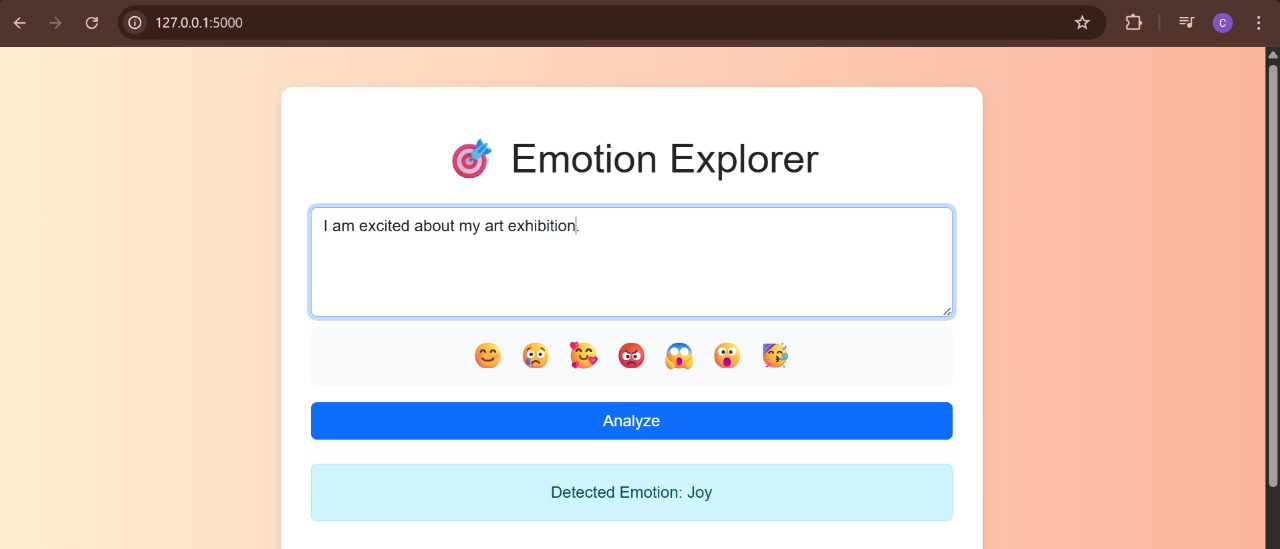 127.0.0.1:5000
C
🎯 Emotion Explorer
I am excited about my art exhibition.
😊 😢 🥰 😡 😱 😲 🥳
Analyze
Detected Emotion: Joy